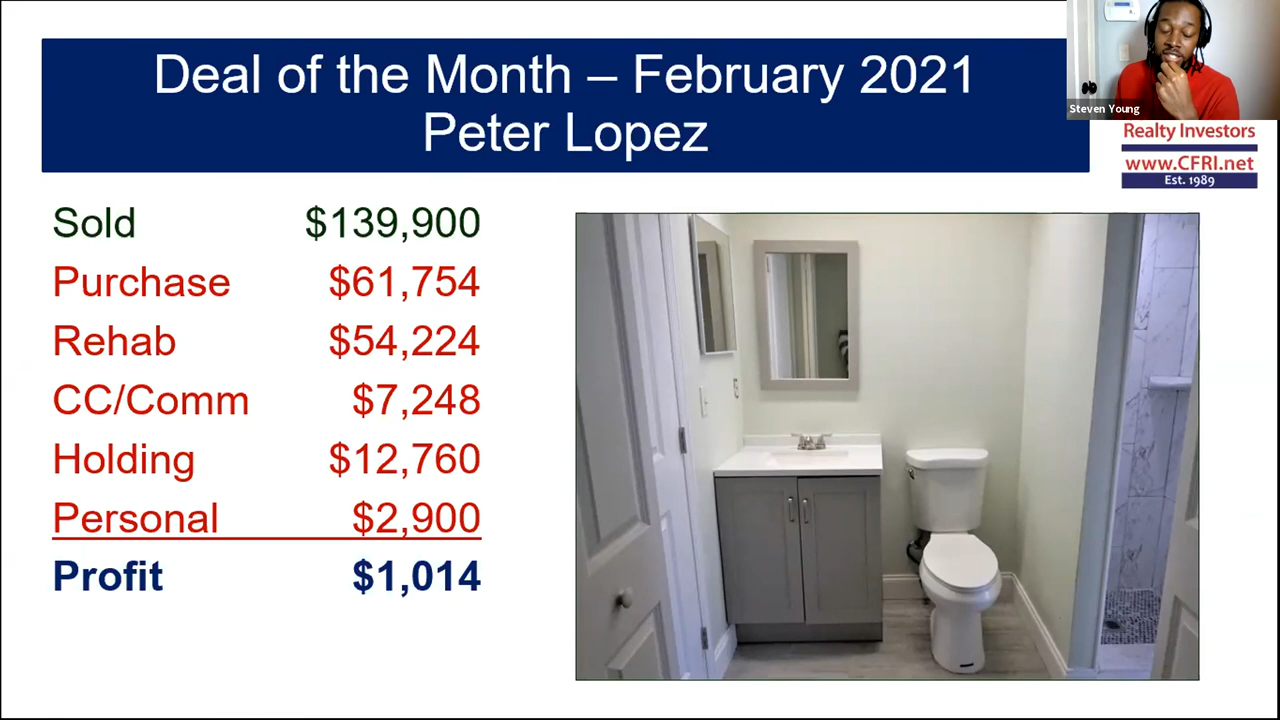 Deal of the Month – February 2021
Peter Lopez
Steven Young
Realty Investors
www.CFRI.net
Est. 1989
Sold $139,900
Purchase $61,754
Rehab $54,224
CC/Comm $7,248
Holding $12,760
Personal $2,900
Profit $1,014